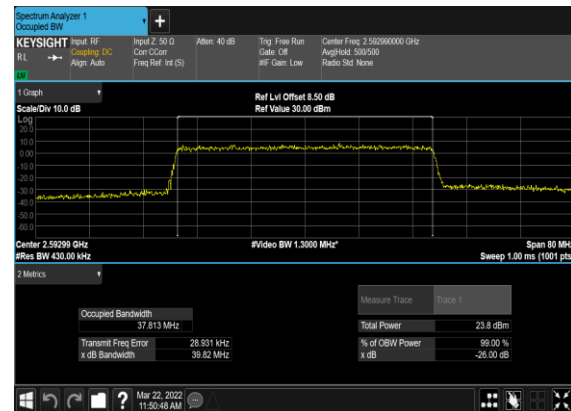 Spectrum Analyzer 1
Occupied BW
KEYSIGHT Input: RF Input Z: 50 Ω Atten: 40 dB Trig: Free Run Center Freq: 2.592990000 GHz
RL Coupling: DC Corr CCorr Gate: Off Avg|Hold: 500/500
Align: Auto Freq Ref: Int (S) #IF Gain: Low Radio Std: None
LW
1 Graph
Ref Lvl Offset 8.50 dB
Scale/Div 10.0 dB Ref Value 30.00 dBm
Log
20.0
10.0
0.00
-10.0
-20.0
-30.0
-40.0
-50.0
-60.0
Center 2.59299 GHz #Video BW 1.3000 MHz* Span 80 MHz
#Res BW 430.00 kHz Sweep 1.00 ms (1001 pts
2 Metrics
Measure Trace Trace 1
Occupied Bandwidth
37.813 MHz Total Power 23.8 dBm
Transmit Freq Error 28.931 kHz % of OBW Power 99.00 %
x dB Bandwidth 39.82 MHz x dB -26.00 dB
? Mar 22, 2022
11:50:48 AM